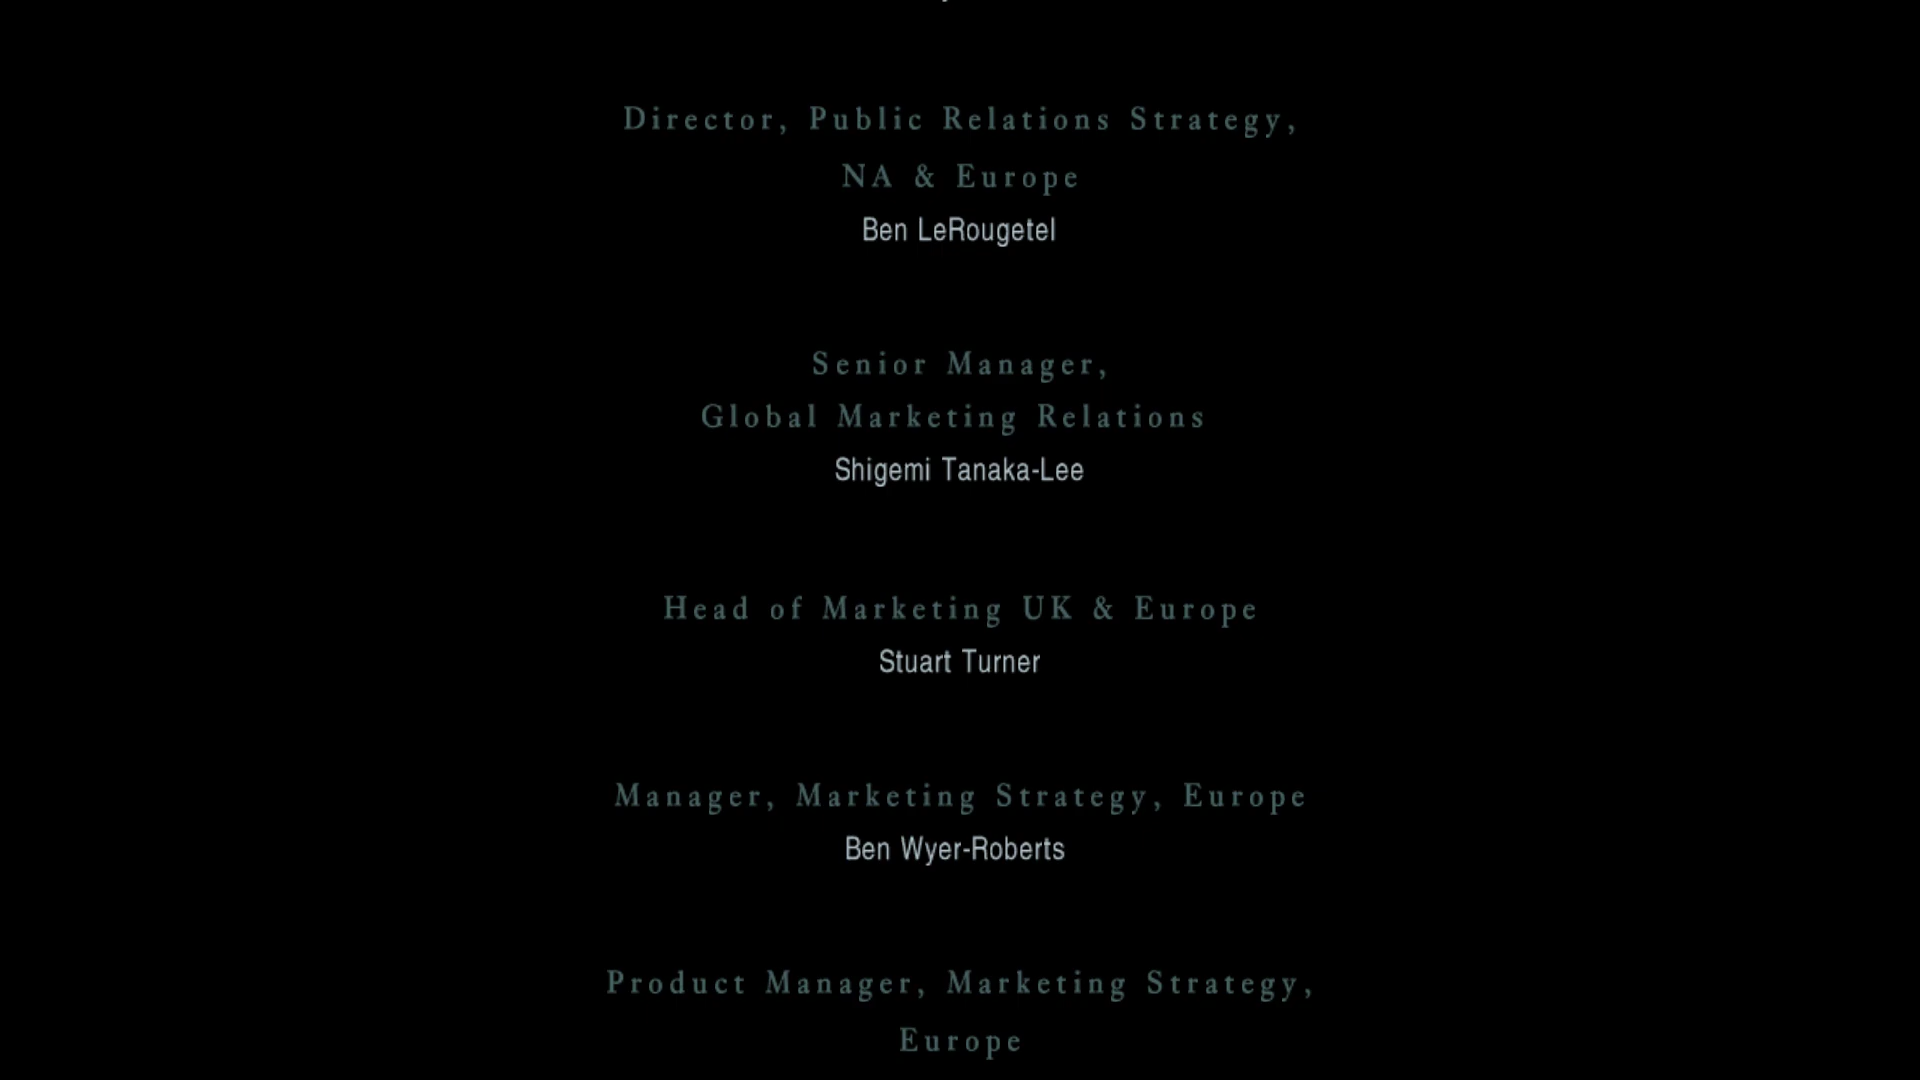 Director, Public Relations Strategy,
NA & Europe
Ben LeRougetel
Senior Manager,
Global Marketing Relations
Shigemi Tanaka-Lee
Head of Marketing UK & Europe
Stuart Turner
Manager, Marketing Strategy, Europe
Ben Wyer-Roberts
Product Manager, Marketing Strategy,
Europe